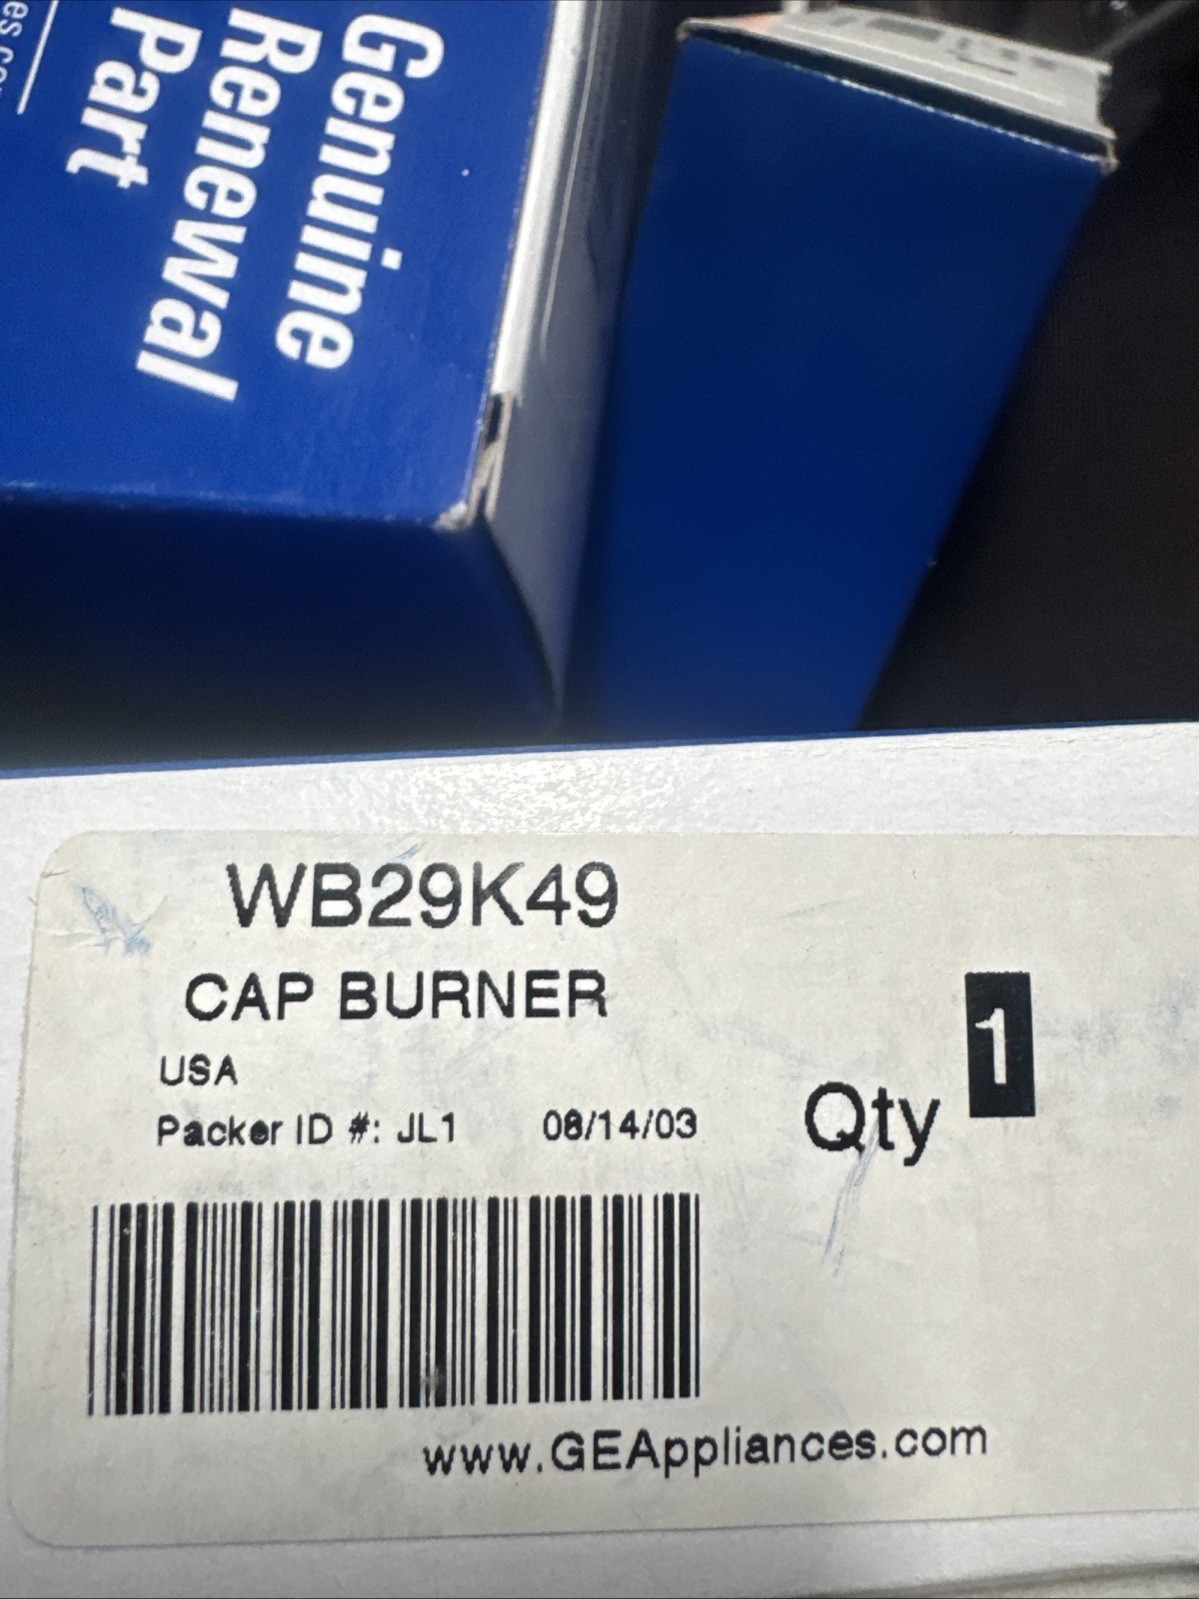 Genuine
Renewal
Part
WB29K49
CAP BURNER
USA
Packer ID #: JL1 08/14/03
Qty 1
www.GEAppliances.com